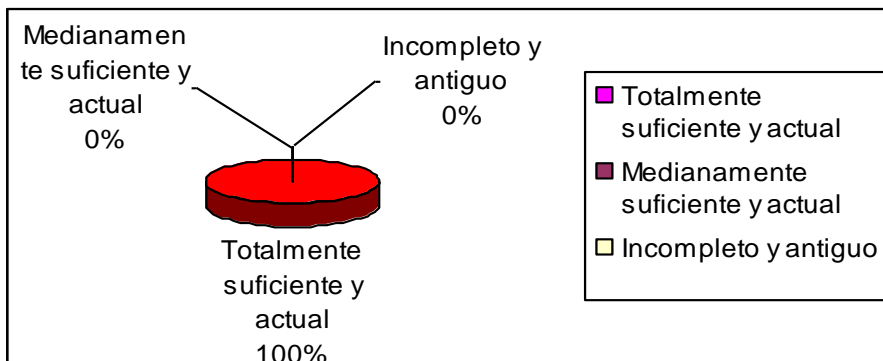 Medianamen
te suficiente y
actual
0%
Incompleto y
antiguo
0%
Totalmente
suficiente y
actual
100%
Totalmente
suficiente y actual
Medianamente
suficiente y actual
Incompleto y antiguo